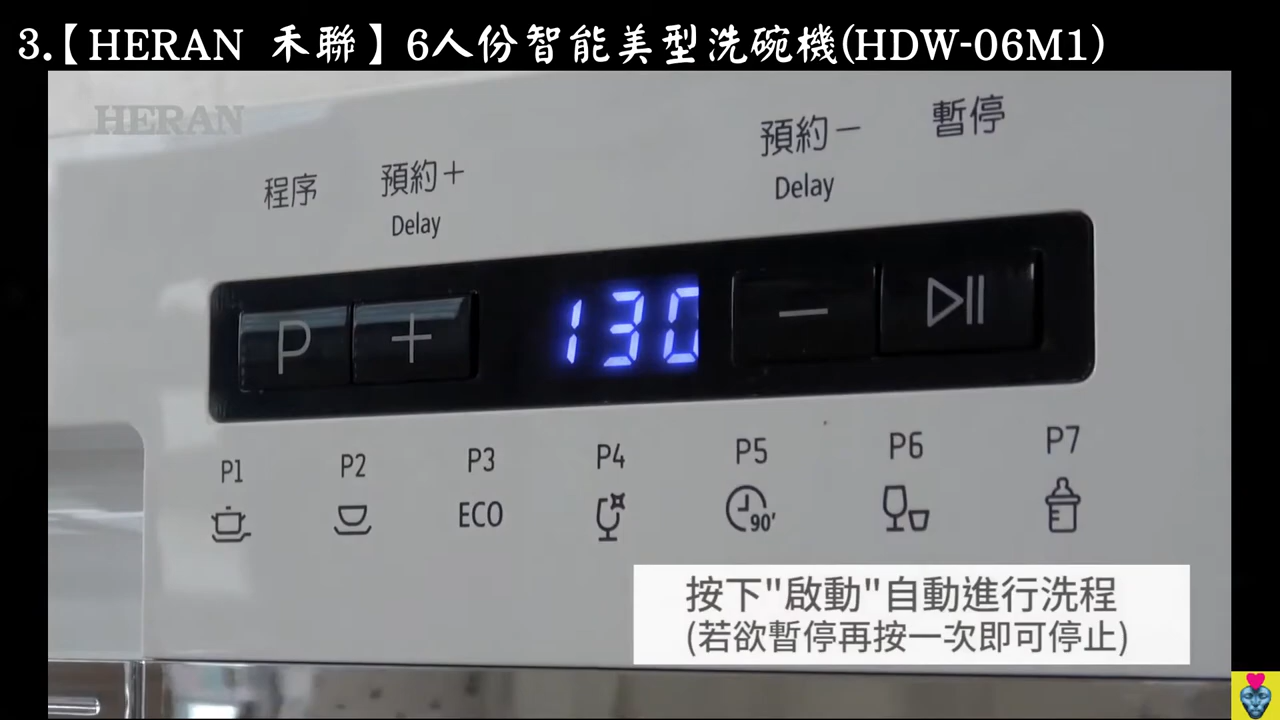 3.【HERAN 禾聯】6人份智能美型洗碗機(HDW-06M1)
HERAN
程序
預約＋
Delay
預約－
Delay
暫停
P
＋
130
－
P1
P2
P3
P4
P5
P6
P7
ECO
90'
按下"啟動"自動進行洗程
(若欲暫停再按一次即可停止)